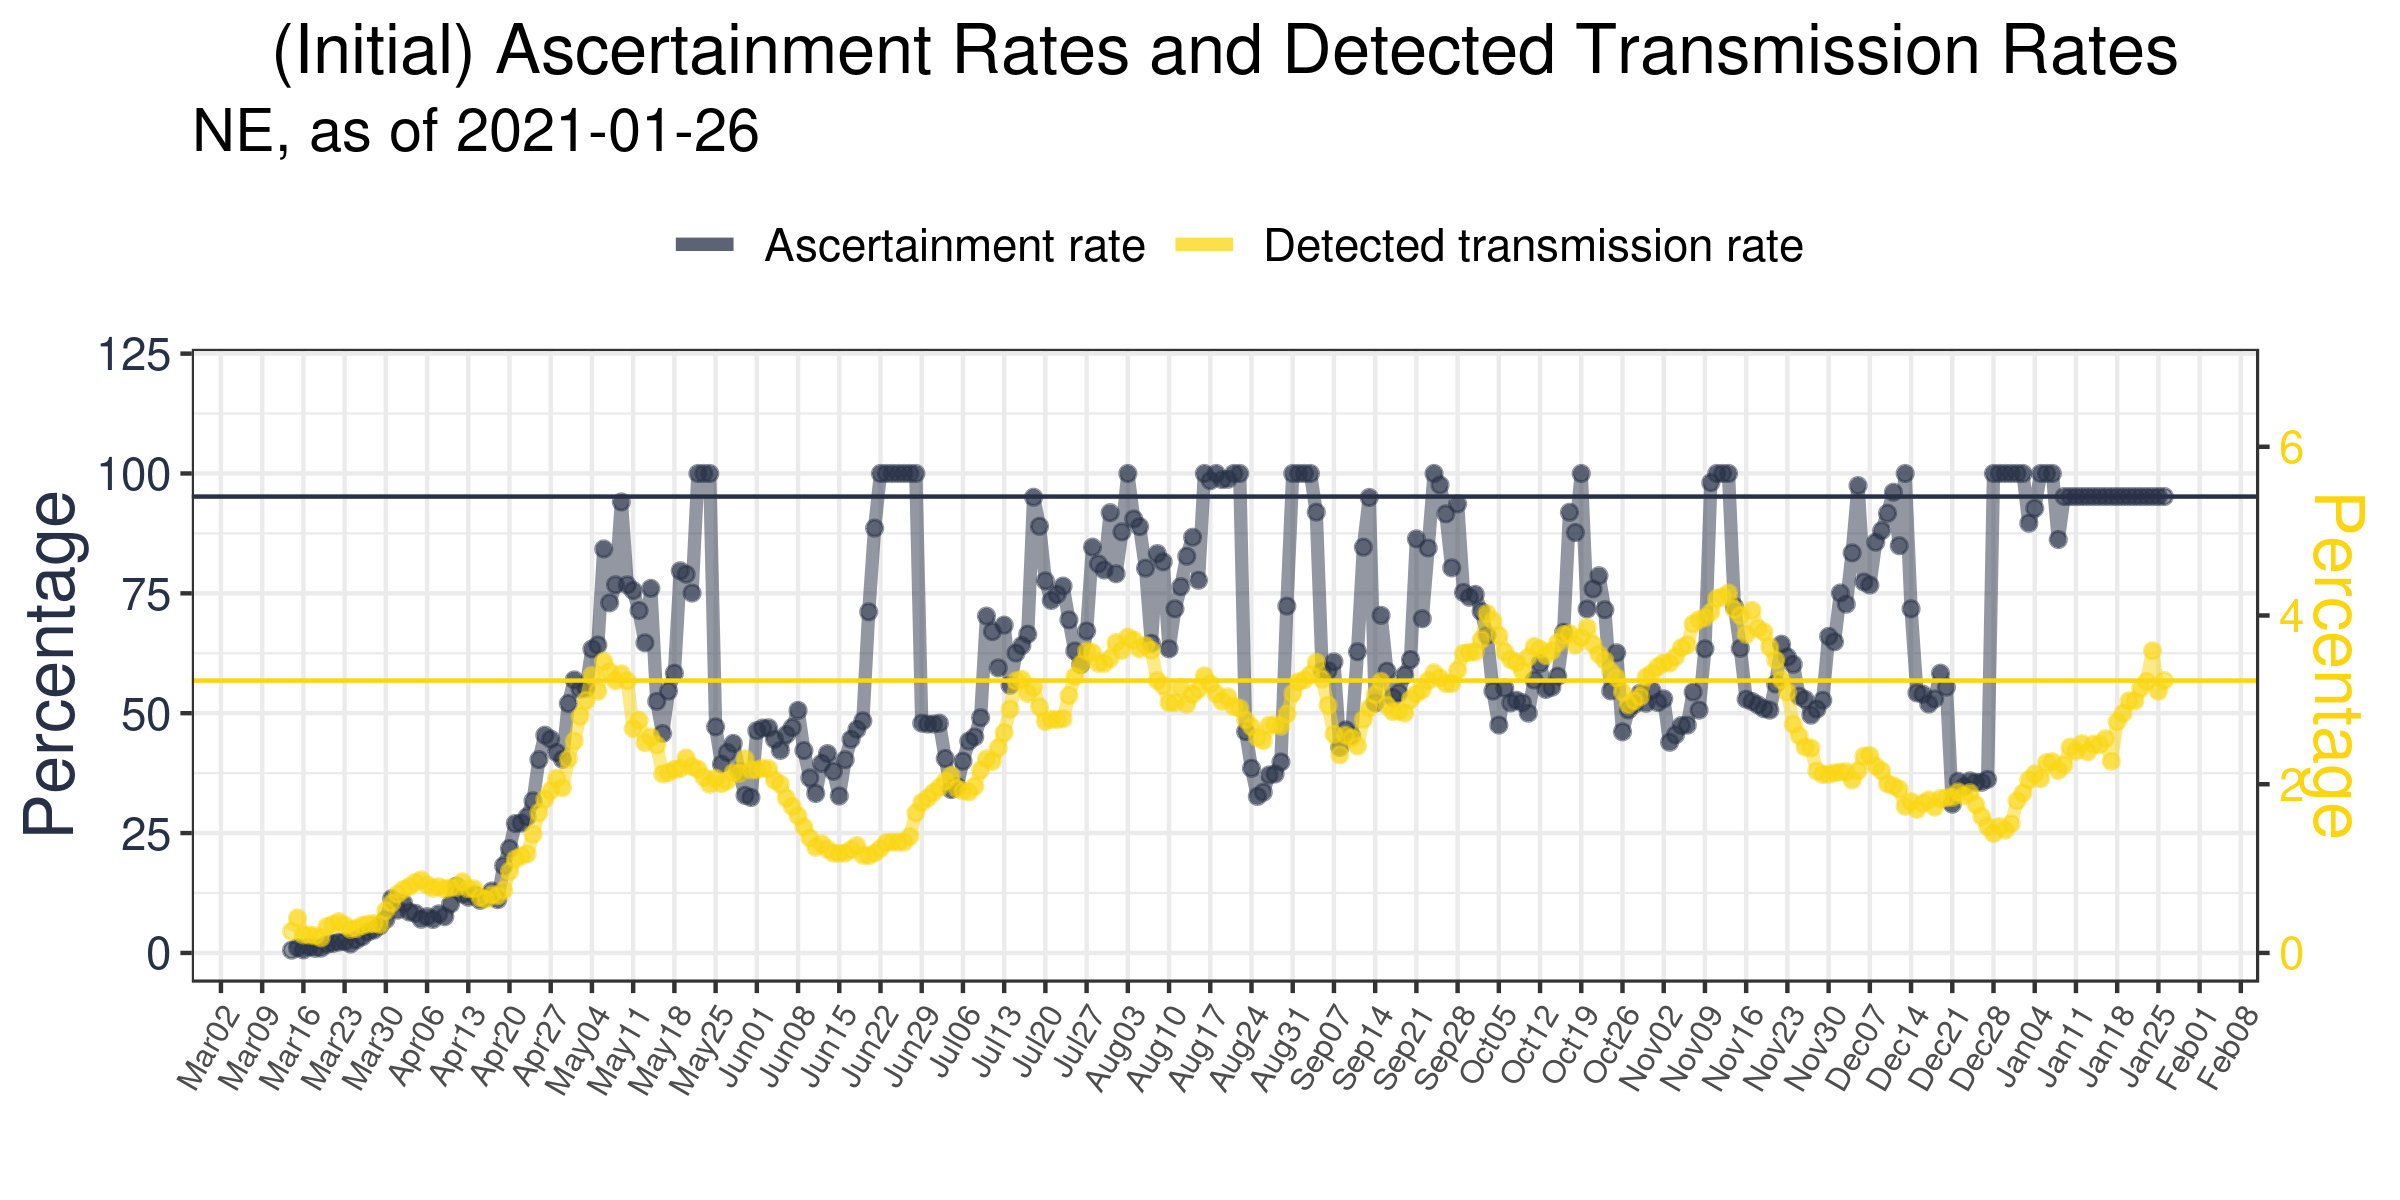 (Initial) Ascertainment Rates and Detected Transmission Rates
NE, as of 2021-01-26
Ascertainment rate
Detected transmission rate
125
100
75
50
25
0
Percentage
6
4
2
0
Percentage
Mar02
Mar09
Mar16
Mar23
Mar30
Apr06
Apr13
Apr20
Apr27
May04
May11
May18
May25
Jun01
Jun08
Jun15
Jun22
Jun29
Jul06
Jul13
Jul20
Jul27
Aug03
Aug10
Aug17
Aug24
Aug31
Sep07
Sep14
Sep21
Sep28
Oct05
Oct12
Oct19
Oct26
Nov02
Nov09
Nov16
Nov23
Nov30
Dec07
Dec14
Dec21
Dec28
Jan04
Jan11
Jan18
Jan25
Feb01
Feb08